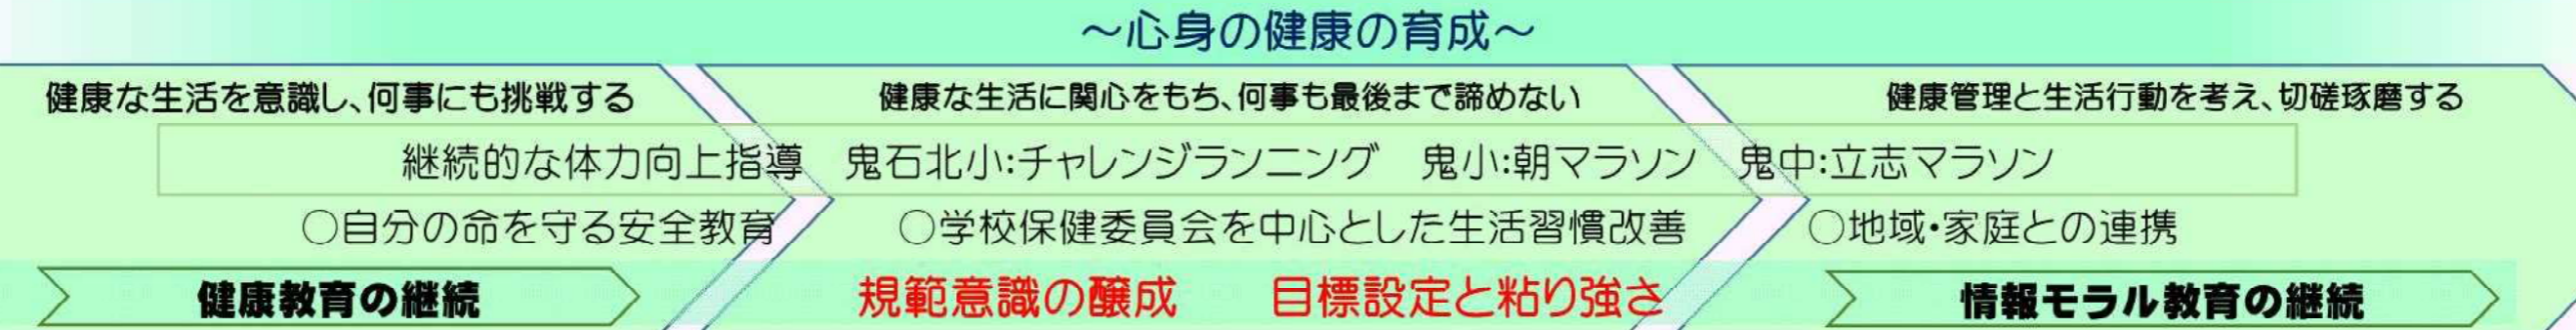 ～心身の健康の育成～
健康な生活を意識し、何事にも挑戦する
健康な生活に関心をもち、何事も最後まで諦めない
健康管理と生活行動を考え、切磋琢磨する
継続的な体力向上指導　鬼石北小:チャレンジランニング　鬼小:朝マラソン　鬼中:立志マラソン
○自分の命を守る安全教育
○学校保健委員会を中心とした生活習慣改善
○地域・家庭との連携
健康教育の継続
規範意識の醸成　目標設定と粘り強さ
情報モラル教育の継続